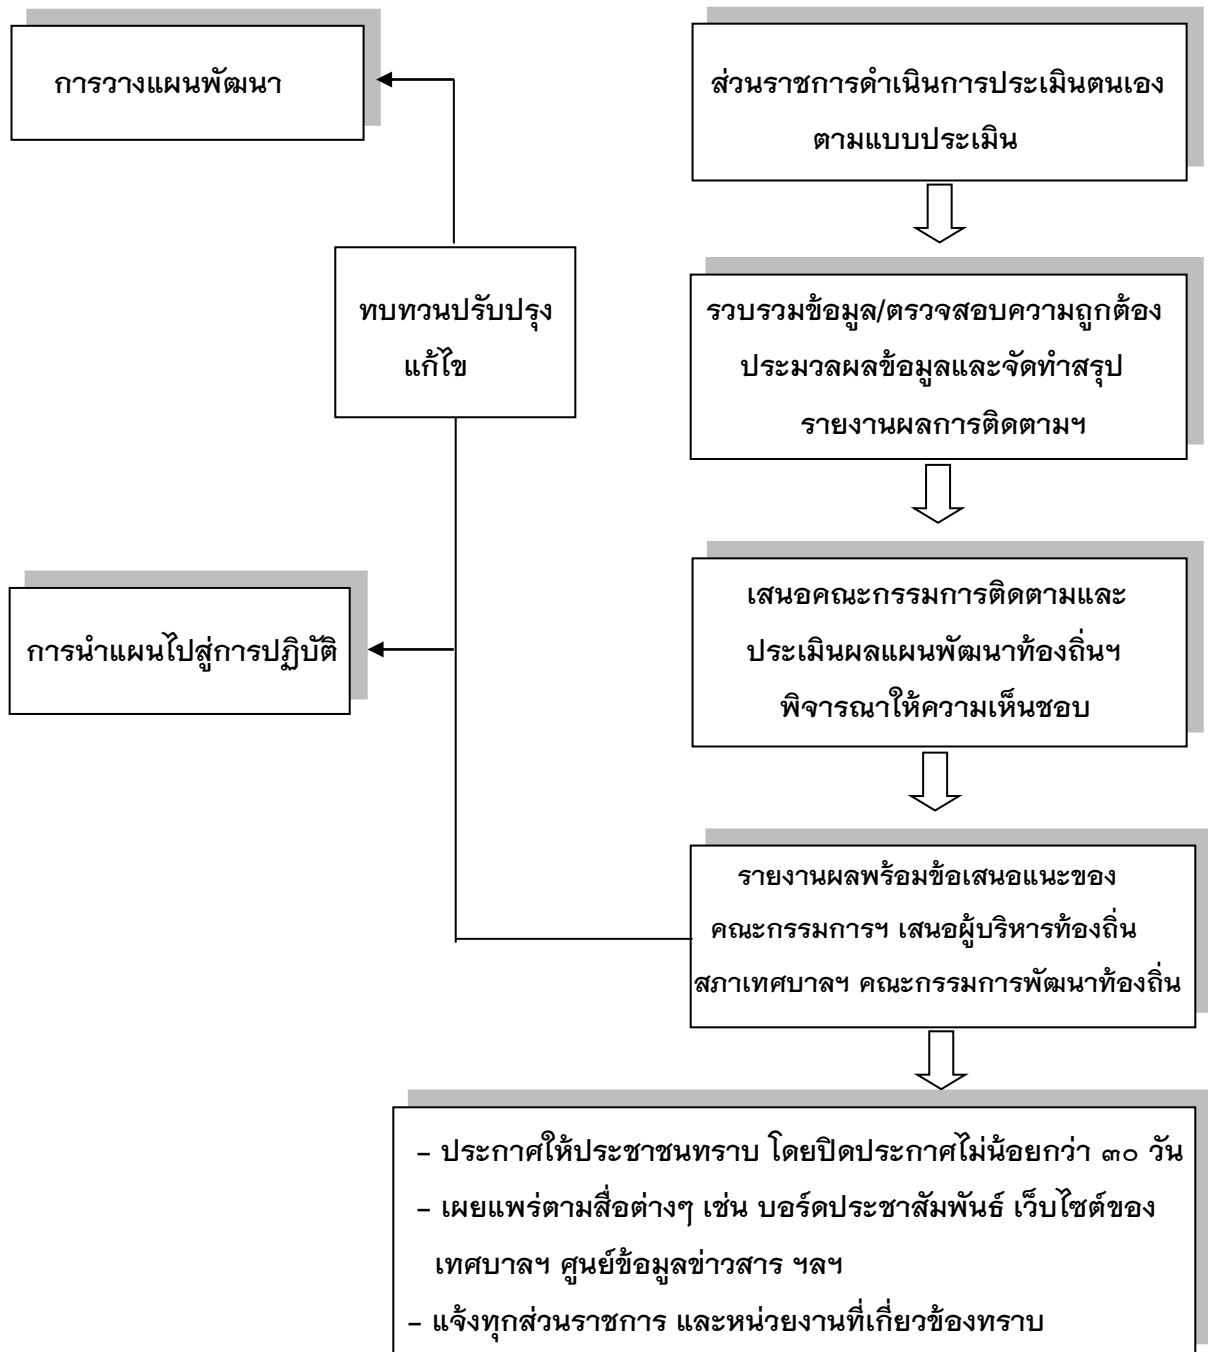 การวางแผนพัฒนา
ส่วนราชการดำเนินการประเมินตนเอง
ตามแบบประเมิน
ทบทวนปรับปรุง
แก้ไข
รวบรวมข้อมูล/ตรวจสอบความถูกต้อง
ประมวลผลข้อมูลและจัดทำสรุป
รายงานผลการติดตามฯ
การนำแผนไปสู่การปฏิบัติ
เสนอคณะกรรมการติดตามและ
ประเมินผลแผนพัฒนาท้องถิ่นฯ
พิจารณาให้ความเห็นชอบ
รายงานผลพร้อมข้อเสนอแนะของ
คณะกรรมการฯ เสนอผู้บริหารท้องถิ่น
สภาเทศบาลฯ คณะกรรมการพัฒนาท้องถิ่น
- ประกาศให้ประชาชนทราบ โดยปิดประกาศไม่น้อยกว่า ๓๐ วัน
- เผยแพร่ตามสื่อต่างๆ เช่น บอร์ดประชาสัมพันธ์ เว็บไซต์ของ
เทศบาลฯ ศูนย์ข้อมูลข่าวสาร ฯลฯ
- แจ้งทุกส่วนราชการ และหน่วยงานที่เกี่ยวข้องทราบ